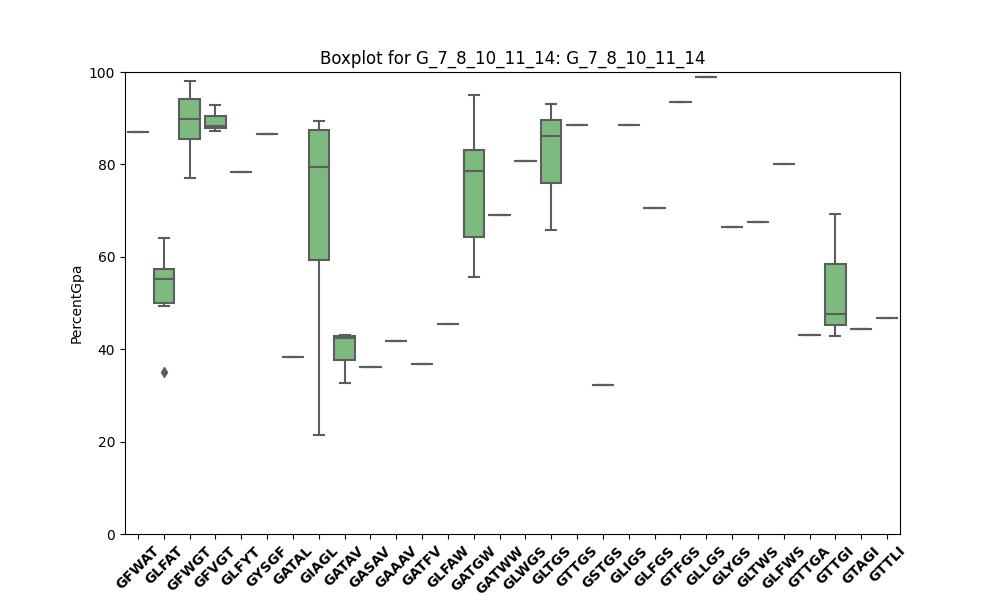 Boxplot for G_7_8_10_11_14: G_7_8_10_11_14
100
80
60
40
20
0
PercentGpa
GFWAT
GLFAT
GFWGT
GFVGT
GLFYT
GYSGF
GATAL
GIAGL
GATAV
GASAV
GAAAV
GATFV
GLFAW
GATGW
GATWW
GLWGS
GLTGS
GTTGS
GSTGS
GLIGS
GLFGS
GTFGS
GLLGS
GLYGS
GLTWS
GLFWS
GTTGA
GTTGI
GTAGI
GTTLI